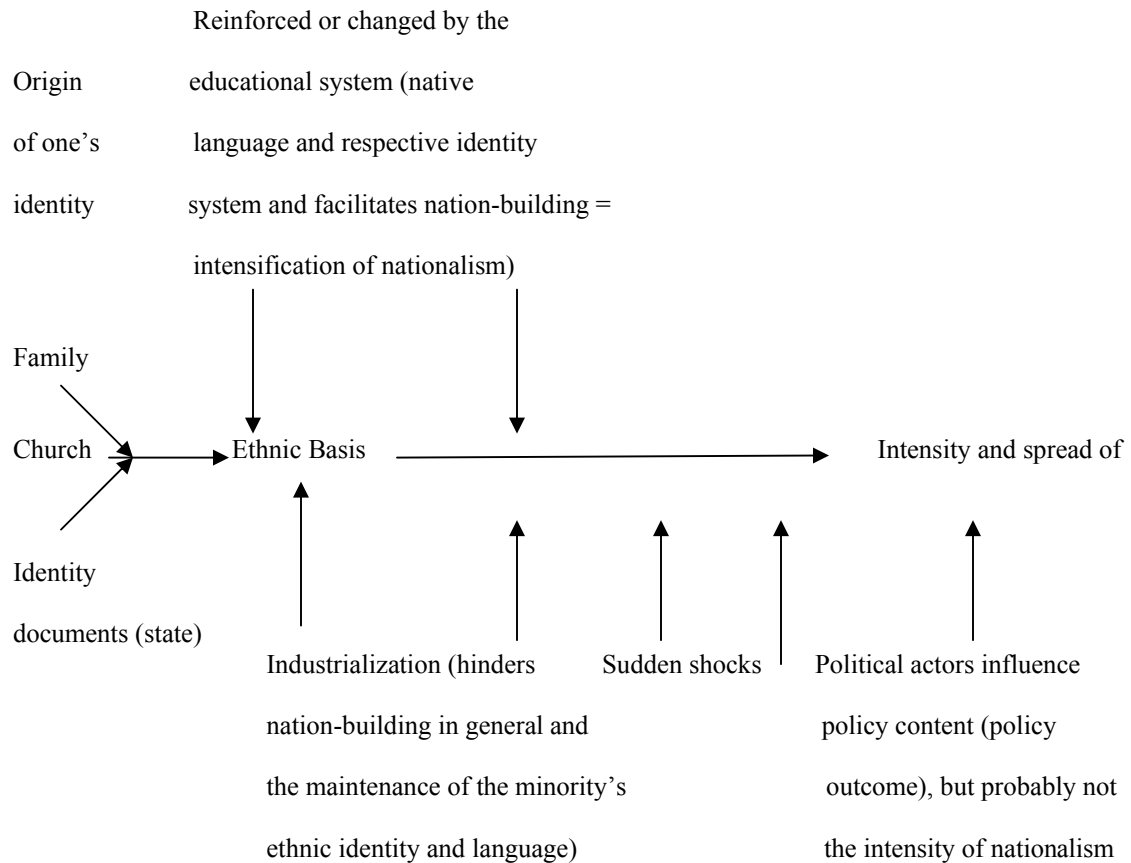 Reinforced or changed by the
Origin educational system (native
of one's language and respective identity
identity system and facilitates nation-building =
intensification of nationalism)
Family
Church Ethnic Basis Intensity and spread of
Identity
documents (state)
Industrialization (hinders Sudden shocks Political actors influence
nation-building in general and policy content (policy
the maintenance of the minority's outcome), but probably not
ethnic identity and language) the intensity of nationalism